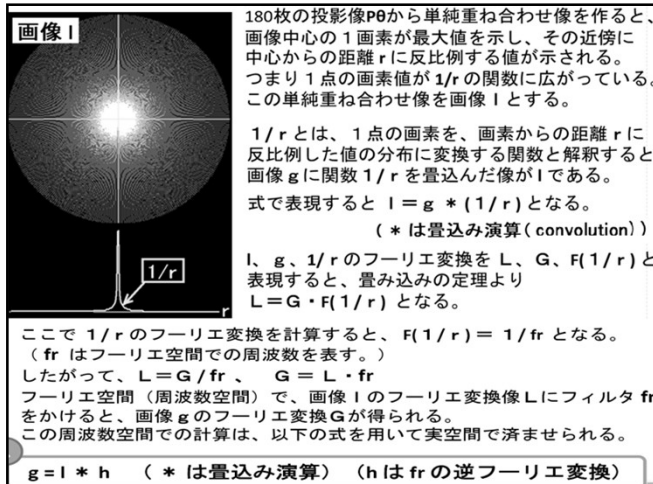 画像 l
180枚の投影像Pθから単純重ね合わせ像を作ると、
画像中心の1画素が最大値を示し、その近傍に
中心からの距離 r に反比例する値が示される。
つまり1点の画素値が 1/r の関数に広がっている。
この単純重ね合わせ像を画像 l とする。
1/r とは、1点の画素を、画素からの距離 r に
反比例した値の分布に変換する関数と解釈すると
画像 g に関数 1/r を畳込んだ像が l である。
式で表現すると l = g * (1/r) となる。
( * は畳込み演算( convolution) )
l、g、1/r のフーリエ変換を L、G、F(1/r) と
表現すると、畳み込みの定理より
L = G・F(1/r) となる。
1/r
r
ここで 1/r のフーリエ変換を計算すると、F(1/r) = 1/fr となる。
( fr はフーリエ空間での周波数を表す。)
したがって、L = G / fr 、 G = L・fr
フーリエ空間(周波数空間)で、画像 l のフーリエ変換像 L にフィルタ fr
をかけると、画像 g のフーリエ変換 G が得られる。
この周波数空間での計算は、以下の式を用いて実空間で済ませられる。
g = l * h ( * は畳込み演算) (h は fr の逆フーリエ変換)